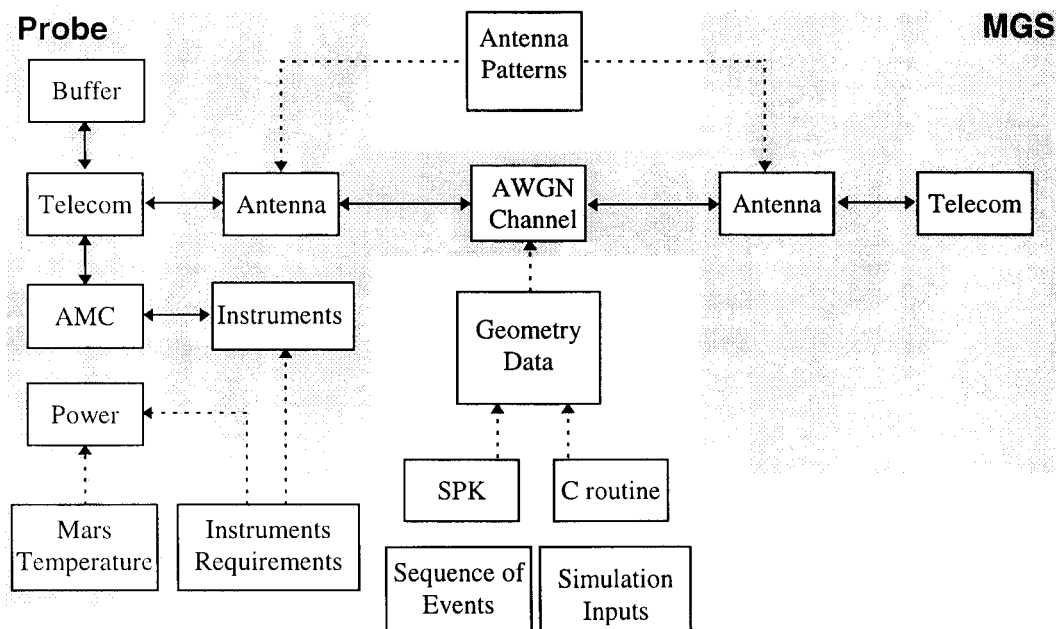 Probe
MGS
Antenna
Patterns
Buffer
Telecom
Antenna
AWGN
Channel
Antenna
Telecom
AMC
Instruments
Geometry
Data
Power
SPK
C routine
Mars
Temperature
Instruments
Requirements
Sequence of
Events
Simulation
Inputs